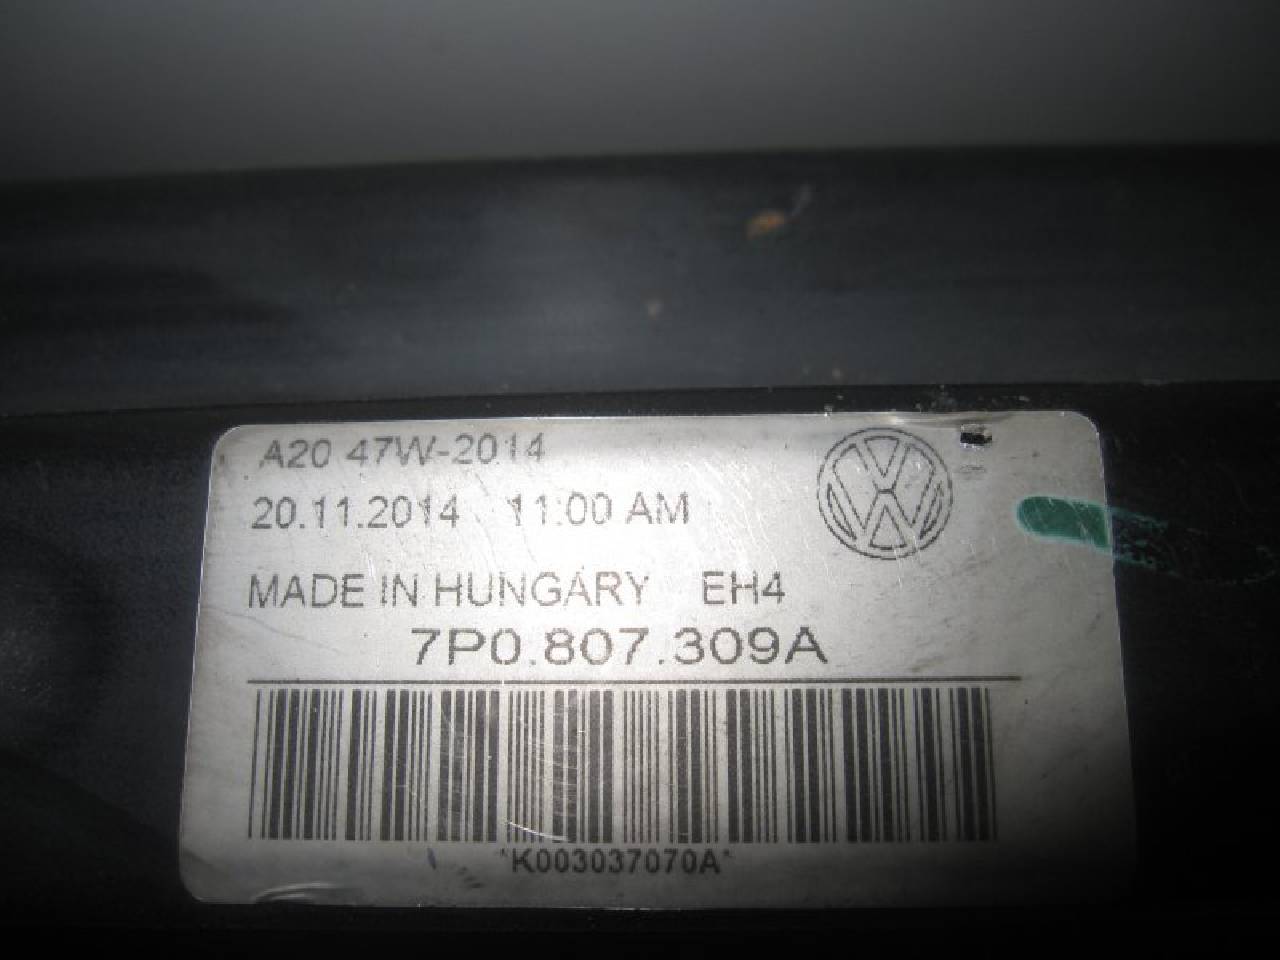 A20 47W-2014
20.11.2014 11:00 AM
MADE IN HUNGARY EH4
7P0.807.309A
*K003037070A*